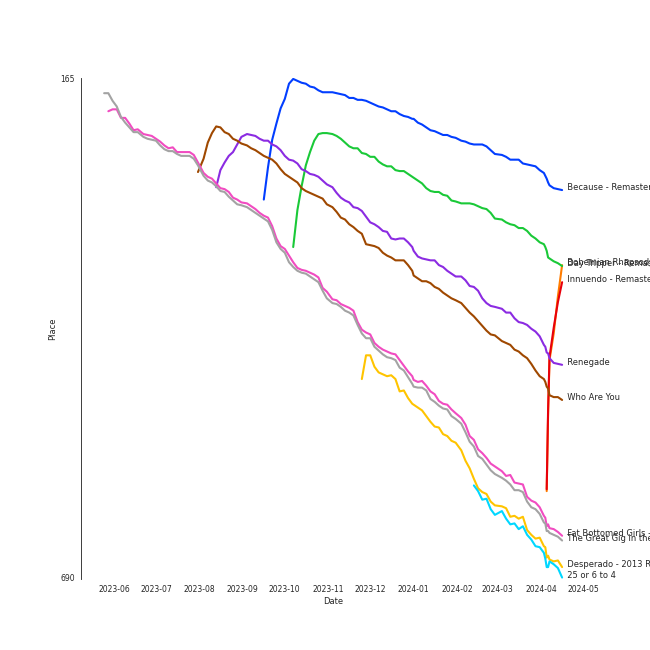 165
Because - Remaster
Innuendo - Remaste
Renegade
Place
Who Are You
Fat Bottomed Girls -
The Great Gig in the
Desperado - 2013 R
25 or 6 to 4
690
2023-06 2023-07 2023-08 2023-09 2023-10 2023-11 2023-12 2024-01 2024-02 2024-03 2024-04 2024-05
Date